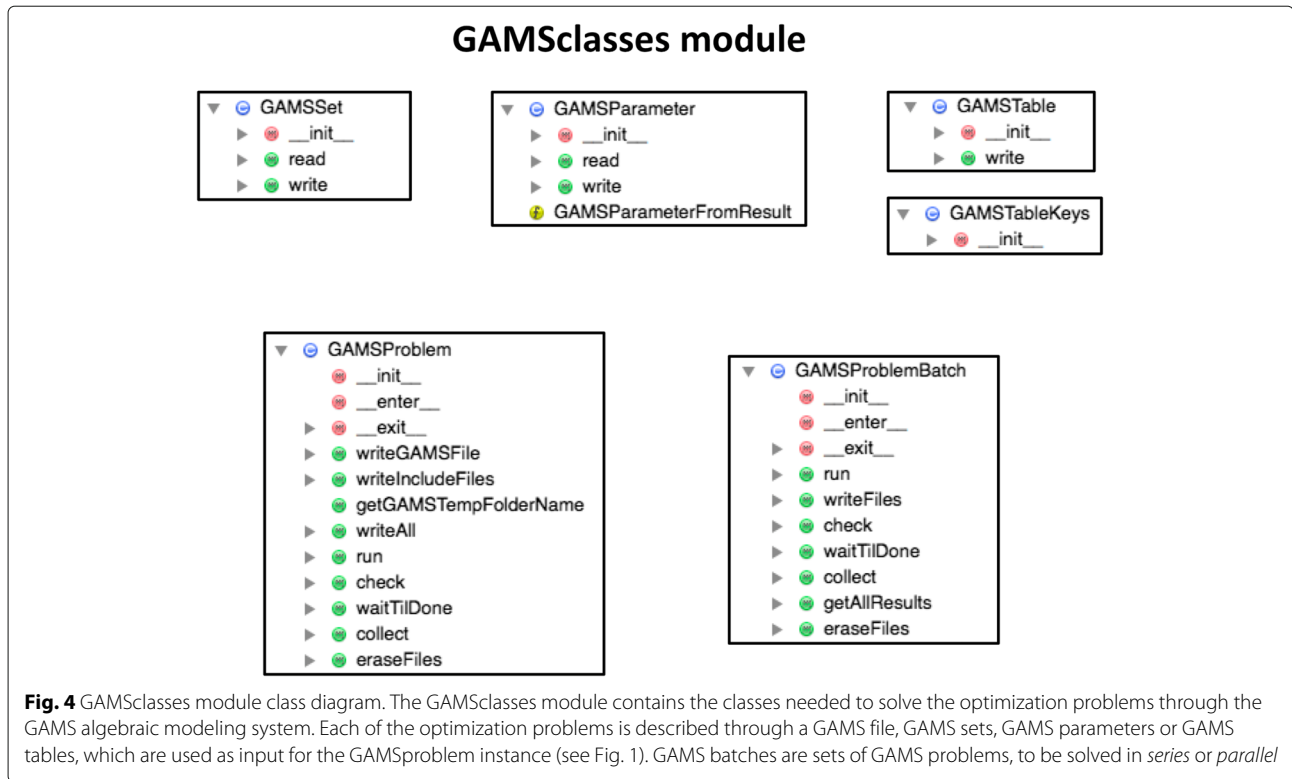 GAMSclasses module
GAMSSet
__init__
read
write
GAMSParameter
__init__
read
write
GAMSParameterFromResult
GAMSTable
__init__
write
GAMSTableKeys
__init__
GAMSProblem
__init__
__enter__
__exit__
writeGAMSFile
writeIncludeFiles
getGAMSTempFolderName
writeAll
run
check
waitTilDone
collect
eraseFiles
GAMSProblemBatch
__init__
__enter__
__exit__
run
writeFiles
check
waitTilDone
collect
getAllResults
eraseFiles
Fig. 4 GAMSclasses module class diagram. The GAMSclasses module contains the classes needed to solve the optimization problems through the
GAMS algebraic modeling system. Each of the optimization problems is described through a GAMS file, GAMS sets, GAMS parameters or GAMS
tables, which are used as input for the GAMSproblem instance (see Fig. 1). GAMS batches are sets of GAMS problems, to be solved in series or parallel